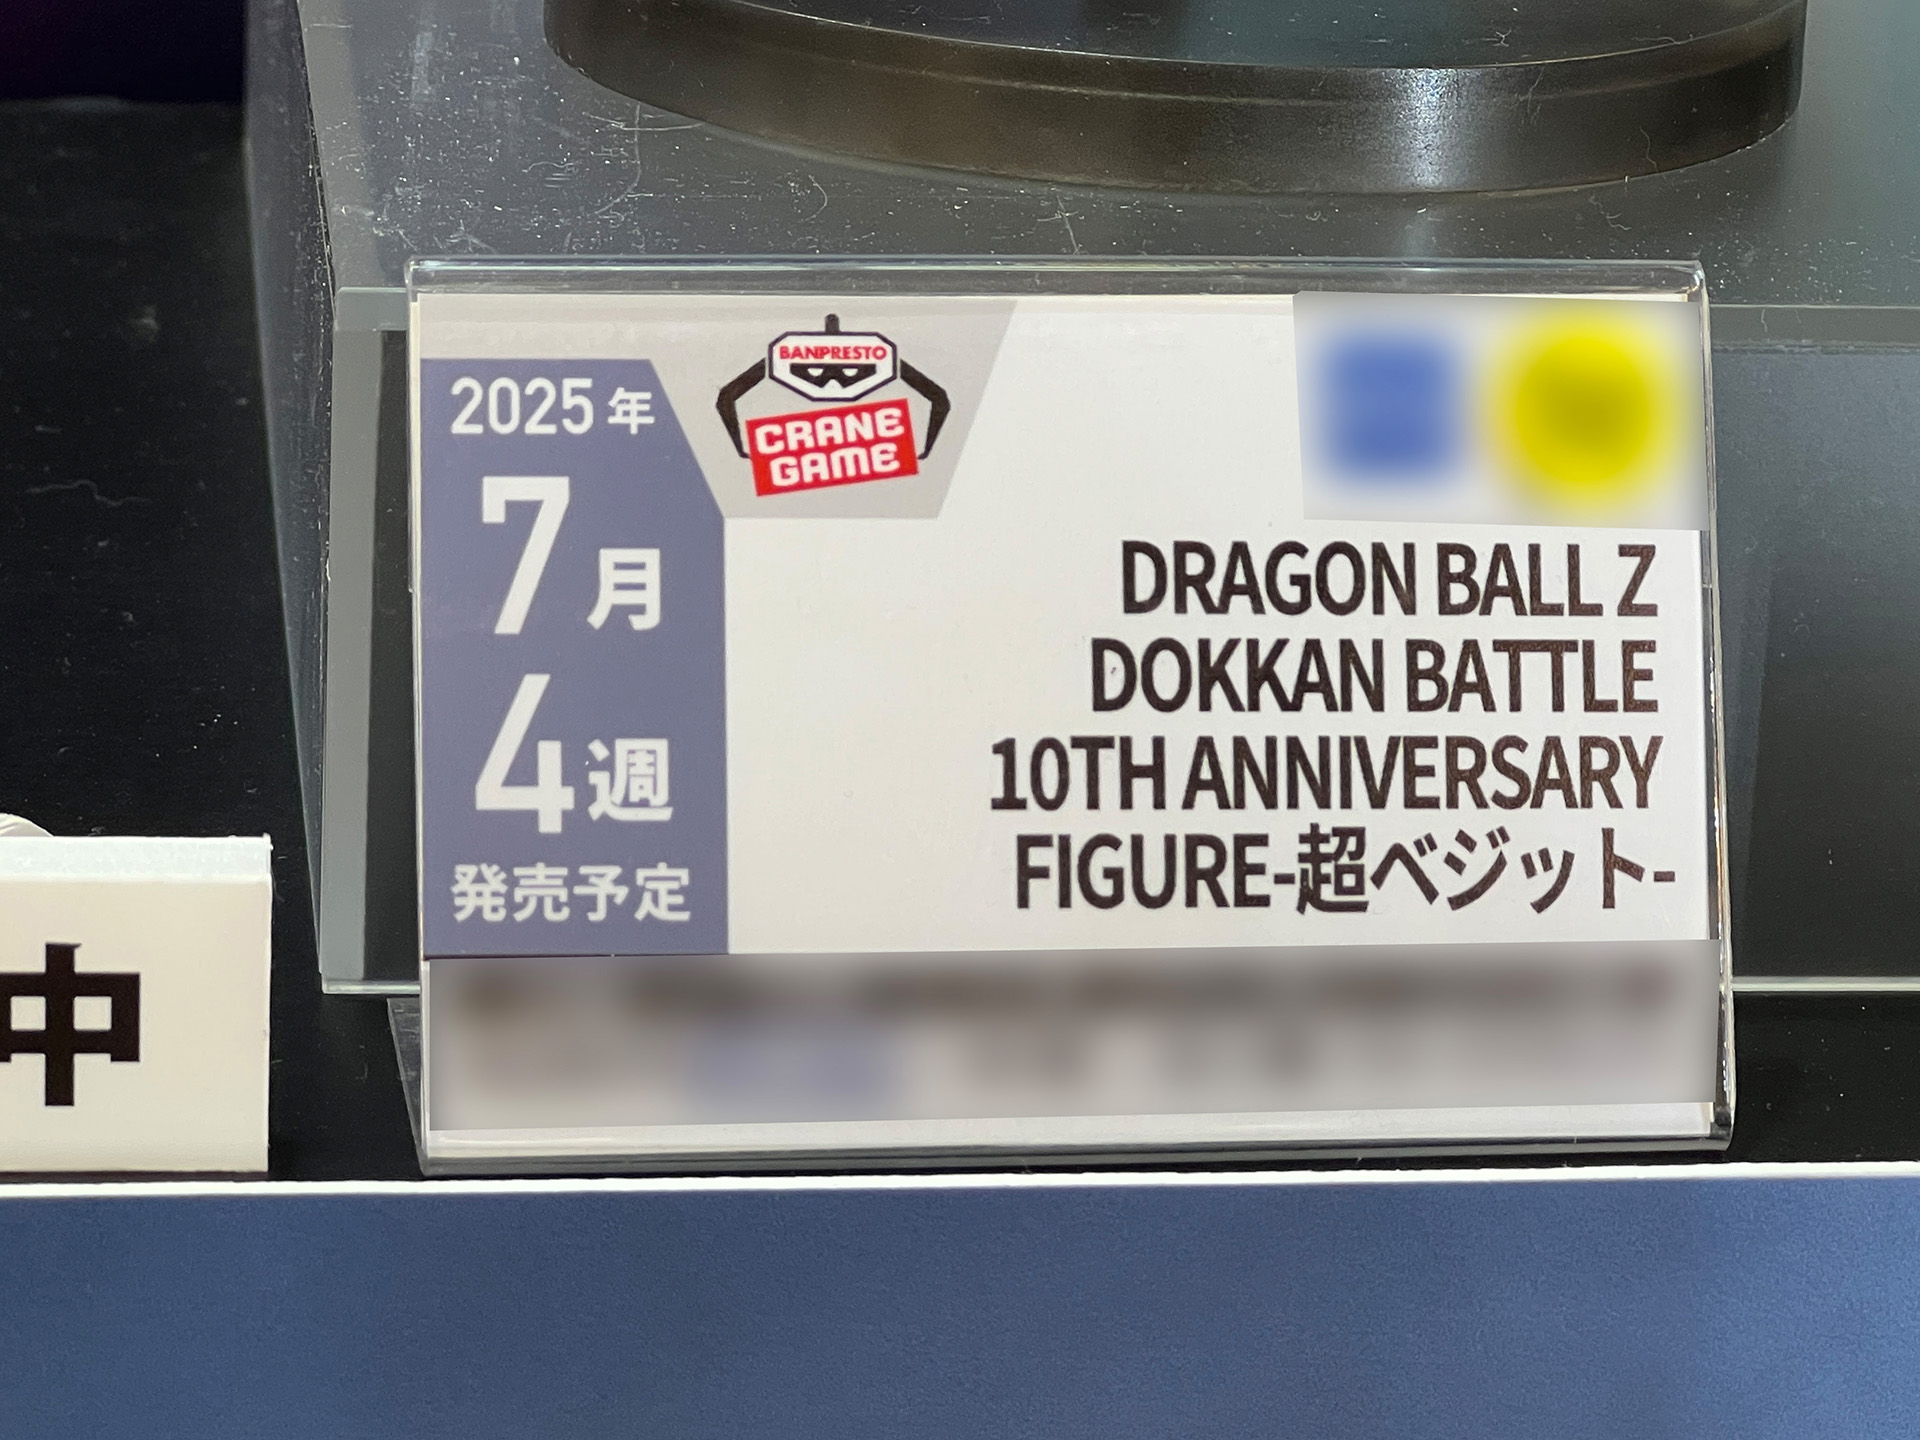 2025年
7月
4週
発売予定
BANPRESTO
CRANE
GAME
DRAGON BALL Z
DOKKAN BATTLE
10TH ANNIVERSARY
FIGURE-超ベジット-
中